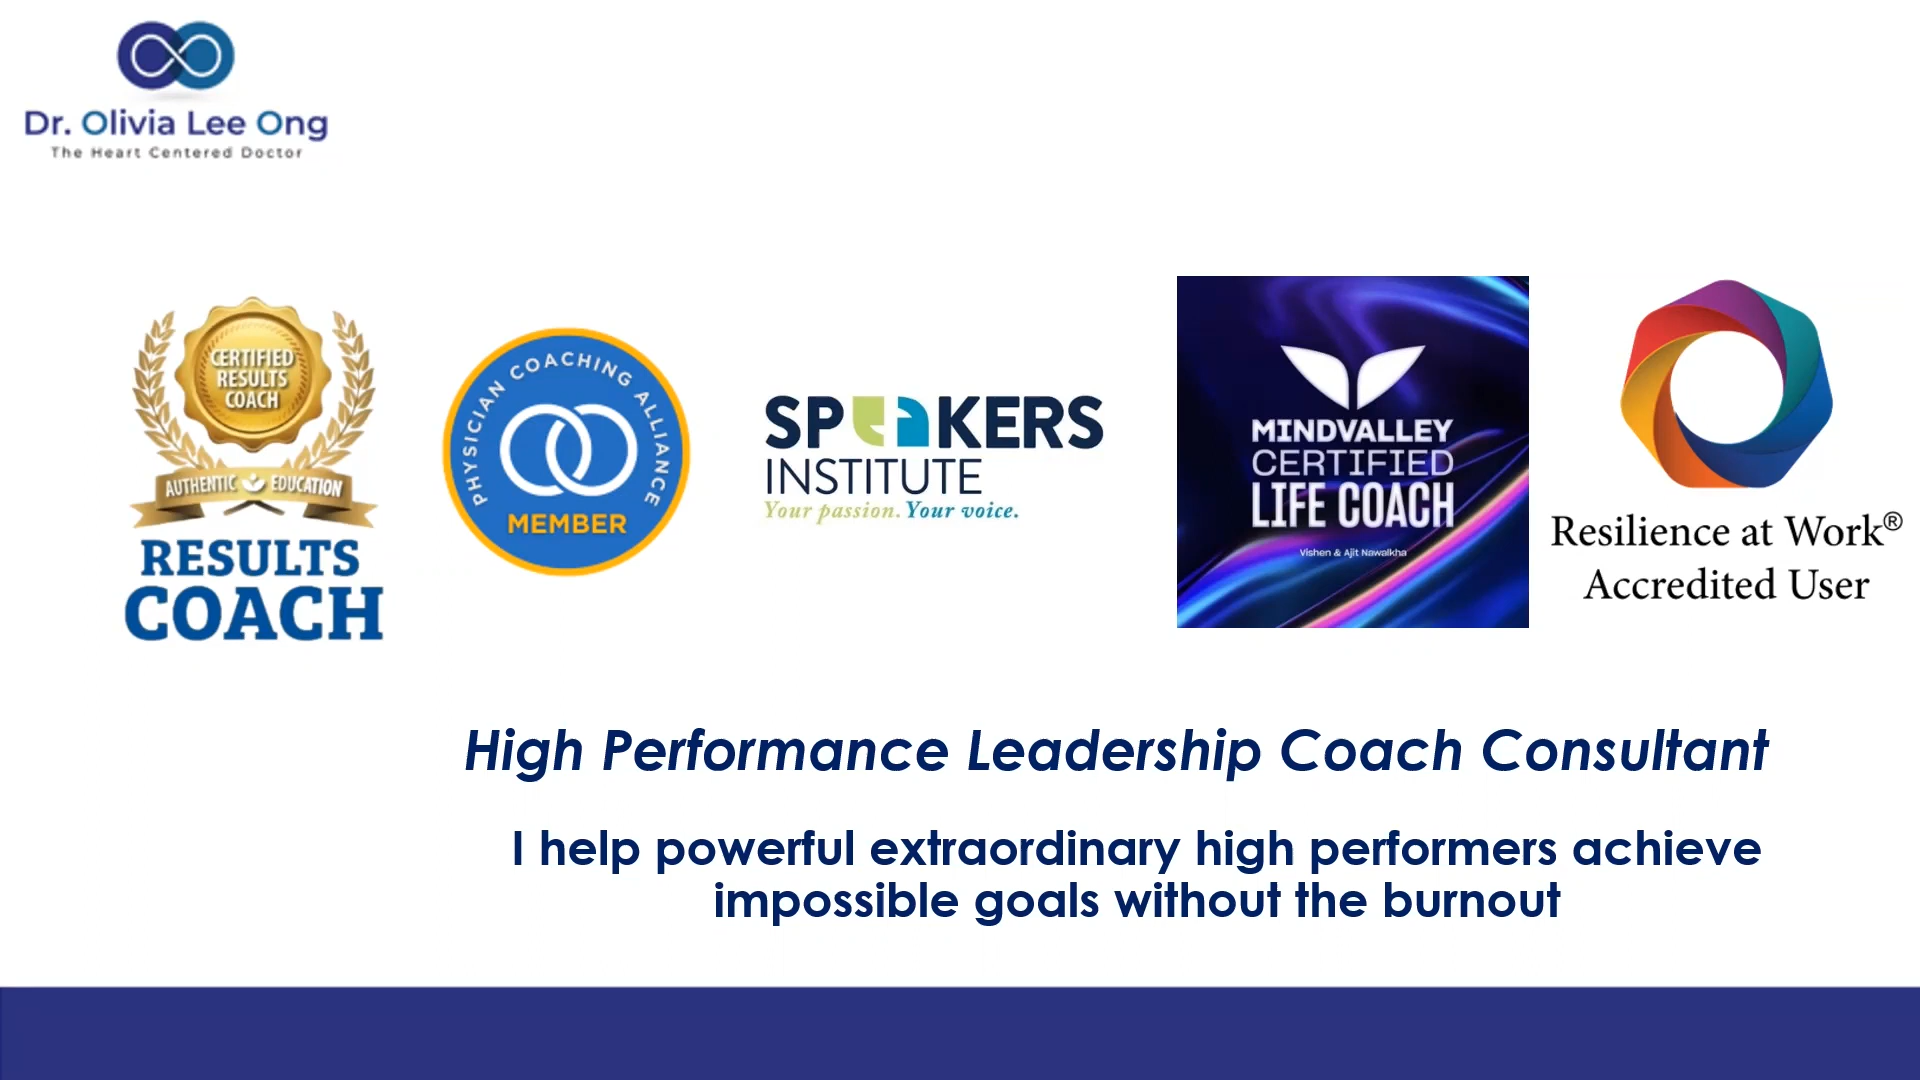 Dr. Olivia Lee Ong
The Heart Centered Doctor
CERTIFIED
RESULTS
COACH
AUTHENTIC EDUCATION
RESULTS
COACH
PHYSICIAN COACHING ALLIANCE
MEMBER
SPEAKERS
INSTITUTE
Your passion. Your voice.
MINDVALLEY
CERTIFIED
LIFE COACH
Vishen & Ajit Nawalkha
Resilience at Work®
Accredited User
High Performance Leadership Coach Consultant
I help powerful extraordinary high performers achieve
impossible goals without the burnout